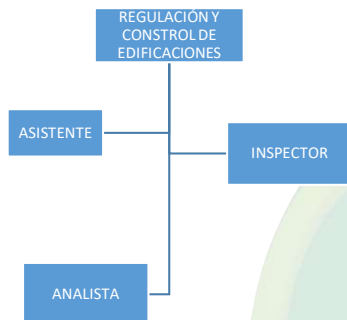 REGULACIÓN Y
CONSTROL DE
EDIFICACIONES
ASISTENTE
INSPECTOR
ANALISTA